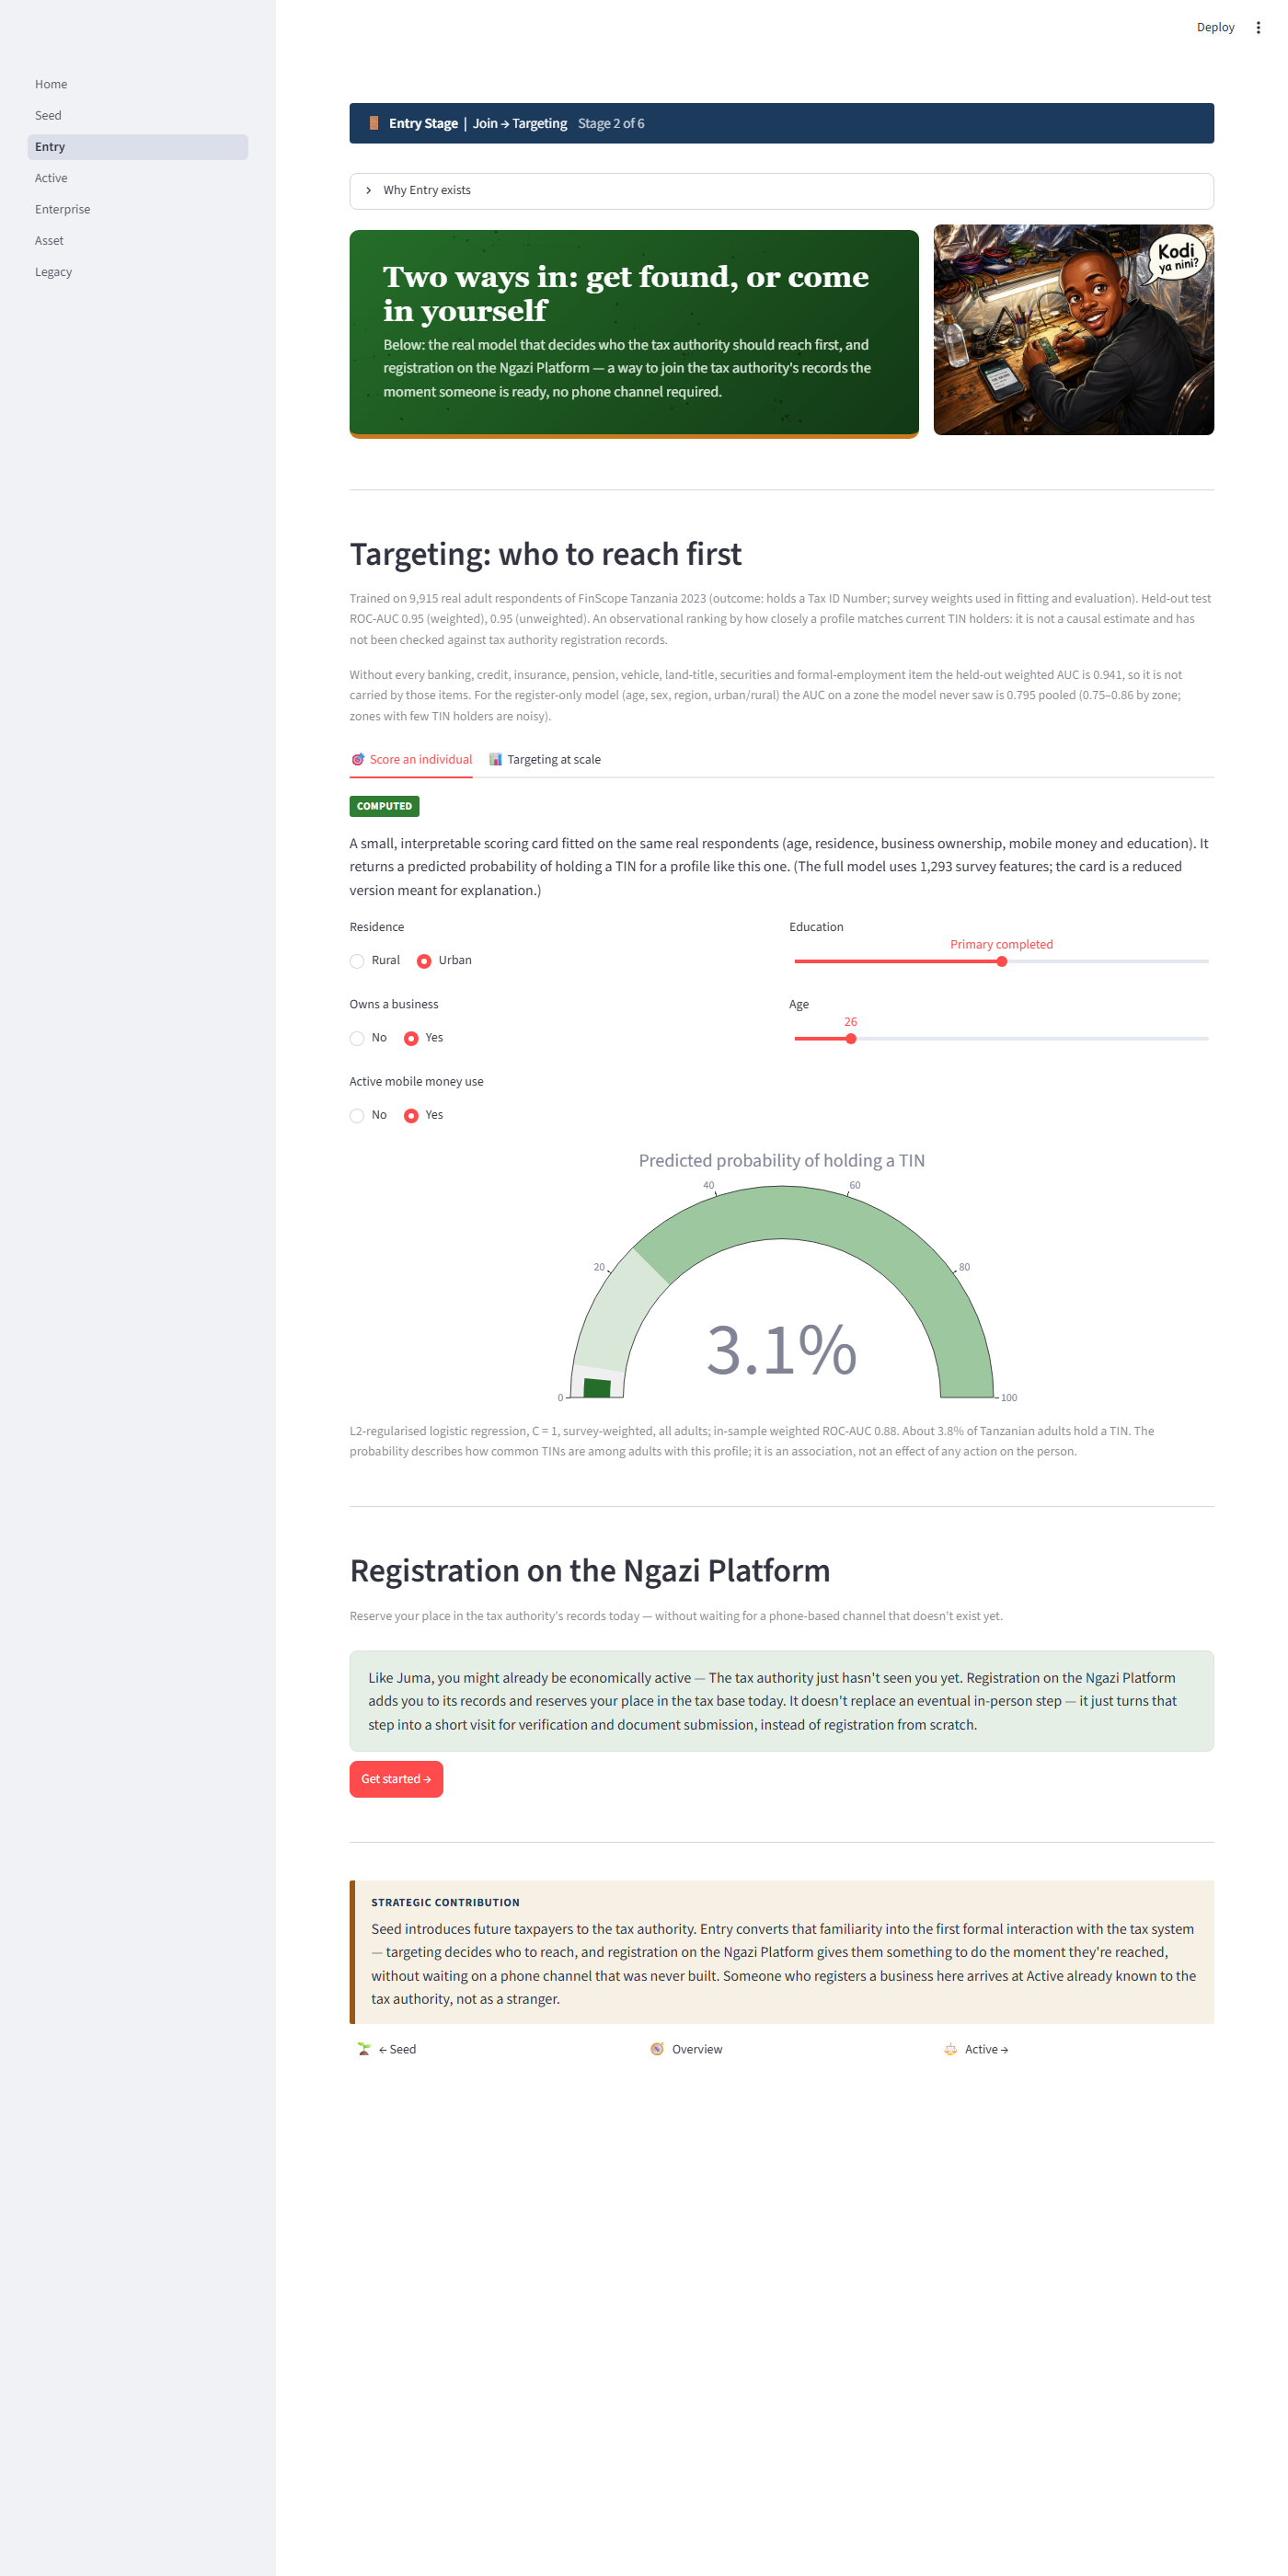 Deploy
Home
Seed
Entry
Active
Enterprise
Asset
Legacy
Entry Stage | Join → Targeting Stage 2 of 6
Why Entry exists
Two ways in: get found, or come
in yourself
Below: the real model that decides who the tax authority should reach first, and
registration on the Ngazi Platform — a way to join the tax authority's records the
moment someone is ready, no phone channel required.
Kodi
ya nini?
Targeting: who to reach first
Trained on 9,915 real adult respondents of FinScope Tanzania 2023 (outcome: holds a Tax ID Number; survey weights used in fitting and evaluation). Held-out test
ROC-AUC 0.95 (weighted), 0.95 (unweighted). An observational ranking by how closely a profile matches current TIN holders: it is not a causal estimate and has
not been checked against tax authority registration records.
Without every banking, credit, insurance, pension, vehicle, land-title, securities and formal-employment item the held-out weighted AUC is 0.941, so it is not
carried by those items. For the register-only model (age, sex, region, urban/rural) the AUC on a zone the model never saw is 0.795 pooled (0.75–0.86 by zone;
zones with few TIN holders are noisy).
Score an individual
Targeting at scale
COMPUTED
A small, interpretable scoring card fitted on the same real respondents (age, residence, business ownership, mobile money and education). It
returns a predicted probability of holding a TIN for a profile like this one. (The full model uses 1,293 survey features; the card is a reduced
version meant for explanation.)
Residence
Rural
Urban
Education
Primary completed
Owns a business
No
Yes
Age
26
Active mobile money use
No
Yes
Predicted probability of holding a TIN
0
20
40
60
80
100
3.1%
L2-regularised logistic regression, C = 1, survey-weighted, all adults; in-sample weighted ROC-AUC 0.88. About 3.8% of Tanzanian adults hold a TIN. The
probability describes how common TINs are among adults with this profile; it is an association, not an effect of any action on the person.
Registration on the Ngazi Platform
Reserve your place in the tax authority's records today — without waiting for a phone-based channel that doesn't exist yet.
Like Juma, you might already be economically active — The tax authority just hasn't seen you yet. Registration on the Ngazi Platform
adds you to its records and reserves your place in the tax base today. It doesn't replace an eventual in-person step — it just turns that
step into a short visit for verification and document submission, instead of registration from scratch.
Get started →
STRATEGIC CONTRIBUTION
Seed introduces future taxpayers to the tax authority. Entry converts that familiarity into the first formal interaction with the tax system
— targeting decides who to reach, and registration on the Ngazi Platform gives them something to do the moment they're reached,
without waiting on a phone channel that was never built. Someone who registers a business here arrives at Active already known to the
tax authority, not as a stranger.
← Seed
Overview
Active →